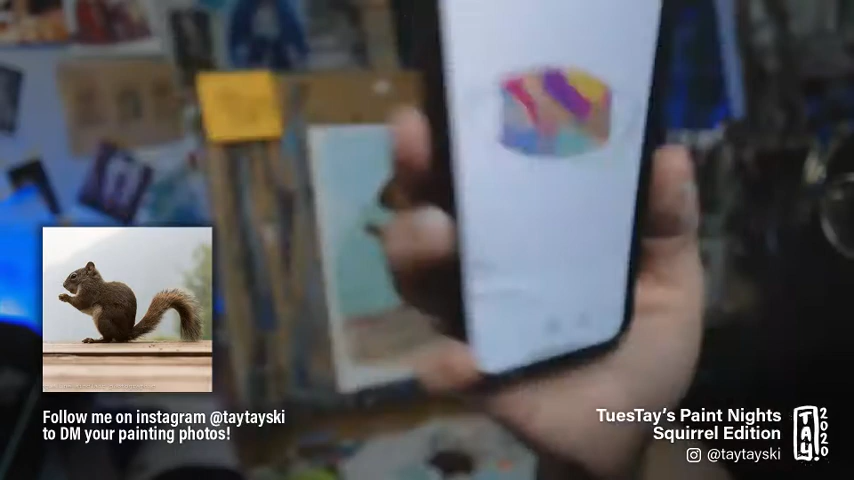 Follow me on instagram @taytayski
to DM your painting photos!
TuesTay's Paint Nights
Squirrel Edition
@taytayski
TAY!
2020